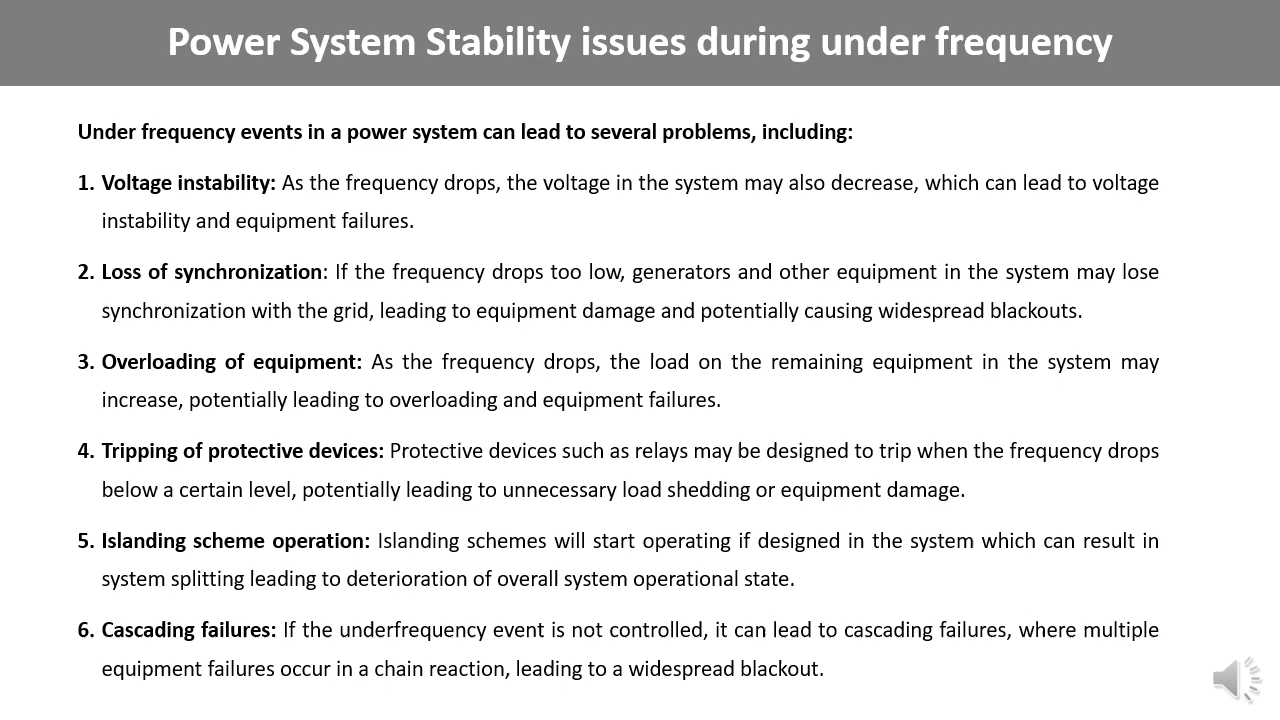 Power System Stability issues during under frequency
Under frequency events in a power system can lead to several problems, including:
1. Voltage instability: As the frequency drops, the voltage in the system may also decrease, which can lead to voltage
instability and equipment failures.
2. Loss of synchronization: If the frequency drops too low, generators and other equipment in the system may lose
synchronization with the grid, leading to equipment damage and potentially causing widespread blackouts.
3. Overloading of equipment: As the frequency drops, the load on the remaining equipment in the system may
increase, potentially leading to overloading and equipment failures.
4. Tripping of protective devices: Protective devices such as relays may be designed to trip when the frequency drops
below a certain level, potentially leading to unnecessary load shedding or equipment damage.
5. Islanding scheme operation: Islanding schemes will start operating if designed in the system which can result in
system splitting leading to deterioration of overall system operational state.
6. Cascading failures: If the underfrequency event is not controlled, it can lead to cascading failures, where multiple
equipment failures occur in a chain reaction, leading to a widespread blackout.